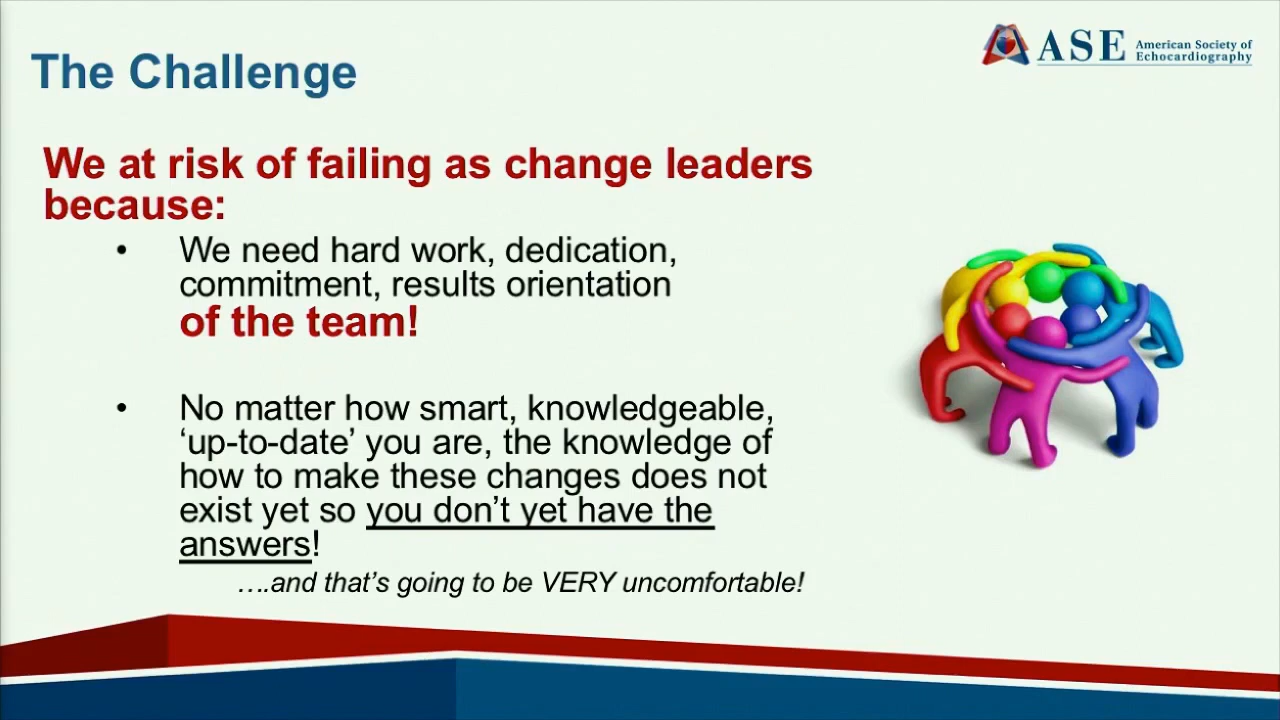 The Challenge
ASE American Society of
Echocardiography
We at risk of failing as change leaders
because:
• We need hard work, dedication,
commitment, results orientation
of the team!
• No matter how smart, knowledgeable,
‘up-to-date’ you are, the knowledge of
how to make these changes does not
exist yet so you don’t yet have the
answers!
….and that’s going to be VERY uncomfortable!